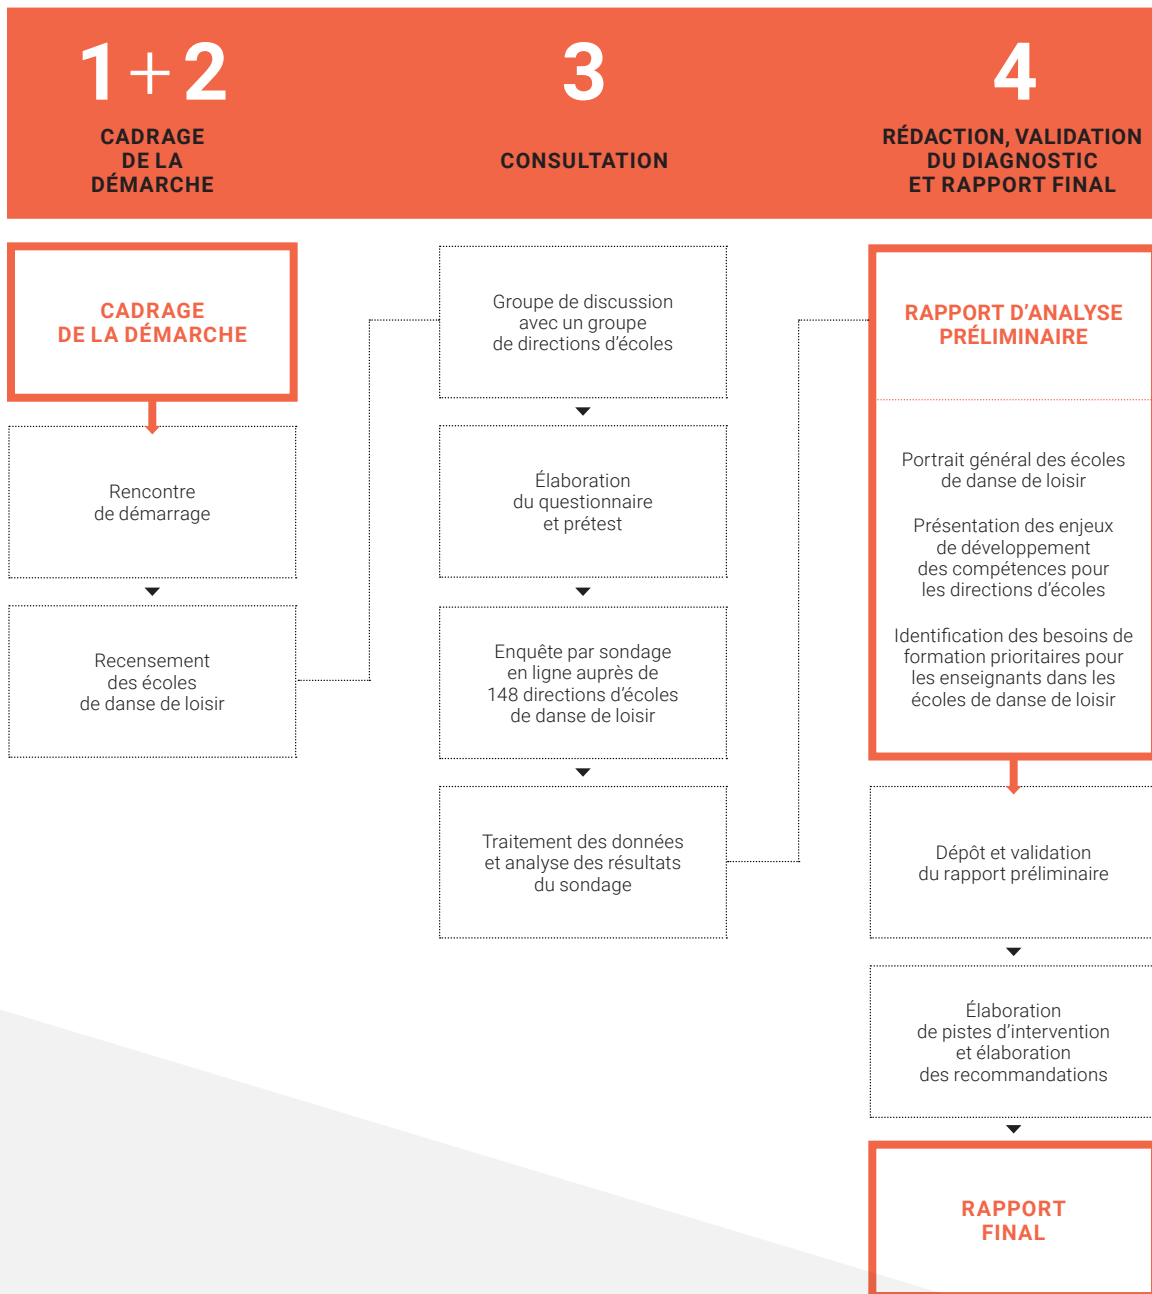 1+2
CADRAGE
DE LA
DÉMARCHE
3
CONSULTATION
4
RÉDACTION, VALIDATION
DU DIAGNOSTIC
ET RAPPORT FINAL
CADRAGE
DE LA DÉMARCHE
Rencontre
de démarrage
Recensement
des écoles
de danse de loisir
Groupe de discussion
avec un groupe
de directions d’écoles
Élaboration
du questionnaire
et prétest
Enquête par sondage
en ligne auprès de
148 directions d’écoles
de danse de loisir
Traitement des données
et analyse des résultats
du sondage
RAPPORT D’ANALYSE
PRÉLIMINAIRE
Portrait général des écoles
de danse de loisir
Présentation des enjeux
de développement
des compétences pour
les directions d’écoles
Identification des besoins de
formation prioritaires pour
les enseignants dans les
écoles de danse de loisir
Dépôt et validation
du rapport préliminaire
Élaboration
de pistes d’intervention
et élaboration
des recommandations
RAPPORT
FINAL